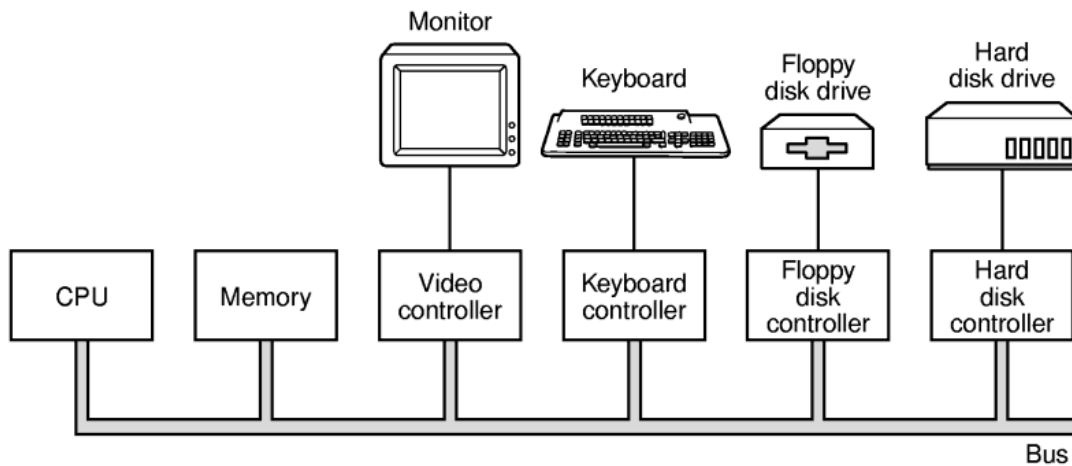 Monitor
Keyboard
Floppy
disk drive
Hard
disk drive
CPU
Memory
Video
controller
Keyboard
controller
Floppy
disk
controller
Hard
disk
controller
Bus